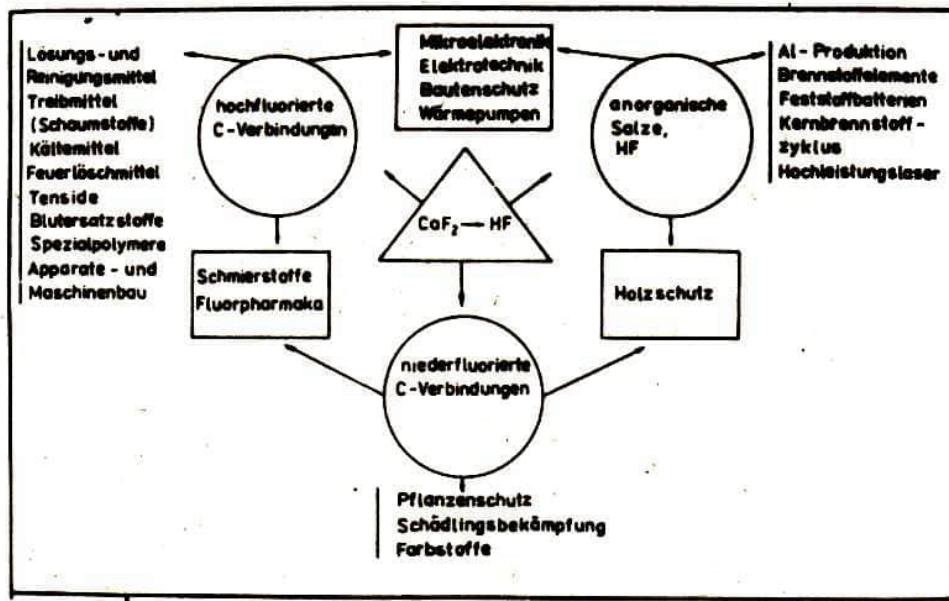 Lösungs- und
Reinigungsmittel
Treibmittel
(Schaumstoffe)
Kältemittel
Feuerlöschmittel
Tenside
Blutersatzstoffe
Spezialpolymere
Apparate- und
Maschinenbau
hochfluorierte
C-Verbindungen
Mikroelektronik
Elektrotechnik
Bautenschutz
Wärmepumpen
anorganische
Salze,
HF
Al-Produktion
Brennstoffelemente
Feststoffbatterien
Kernbrennstoff-
zyklus
Hochleistungslaser
CaF₂ → HF
Schmierstoffe
Fluorpharmaka
Holzschutz
niederfluorierte
C-Verbindungen
Pflanzenschutz
Schädlingsbekämpfung
Farbstoffe